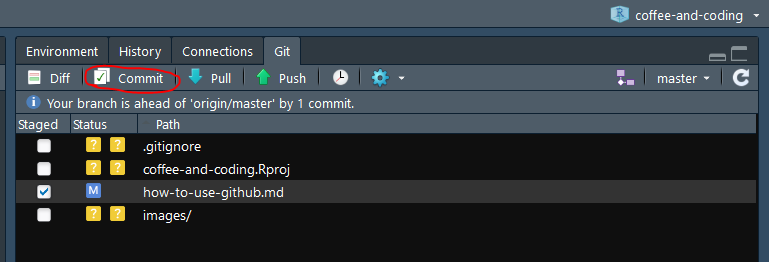 coffee-and-coding
Environment History Connections Git
Diff Commit Pull Push master
Your branch is ahead of 'origin/master' by 1 commit.
Staged Status Path
? ? .gitignore
? ? coffee-and-coding.Rproj
M how-to-use-github.md
? ? images/